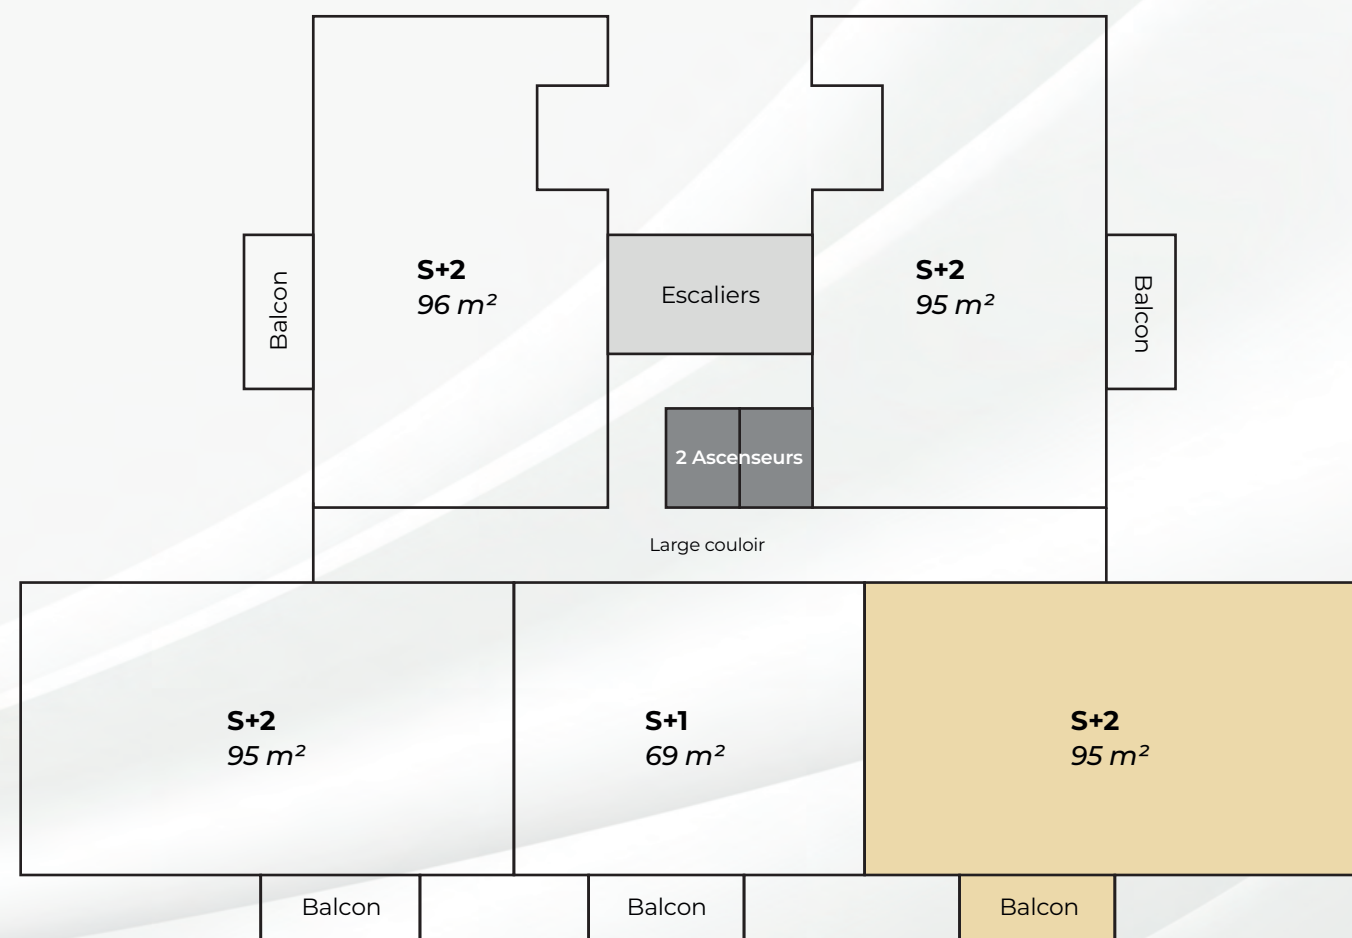 Balcon
S+2
96 m²
Escaliers
S+2
95 m²
Balcon
2 Ascenseurs
Large couloir
S+2
95 m²
S+1
69 m²
S+2
95 m²
Balcon
Balcon
Balcon